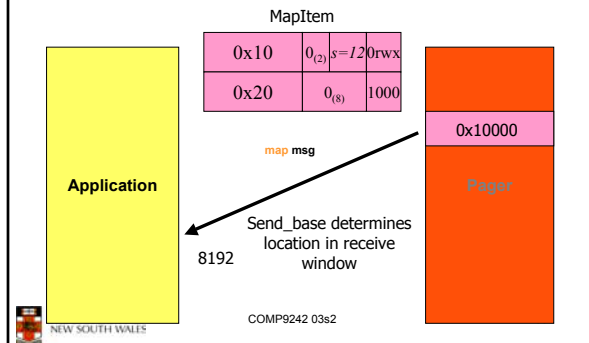 MapItem
0x10 0(2) s=12 0rwx
0x20 0(8) 1000
0x10000
map msg
Application
Pager
Send_base determines
location in receive
window
8192
COMP9242 03s2
NEW SOUTH WALES